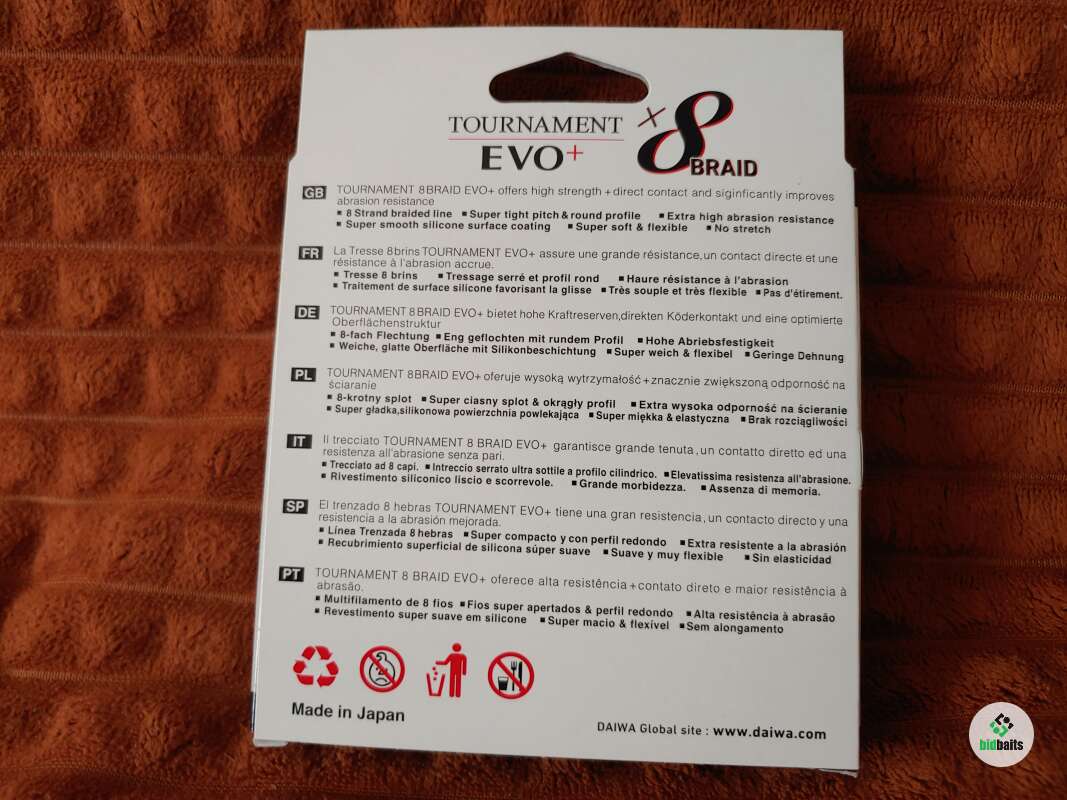 TOURNAMENT
EVO+
×8
BRAID
GB TOURNAMENT 8BRAID EVO+ offers high strength + direct contact and siginficantly improves
abrasion resistance
■ 8 Strand braided line ■ Super tight pitch & round profile ■ Extra high abrasion resistance
■ Super smooth silicone surface coating ■ Super soft & flexible ■ No stretch
FR La Tresse 8brins TOURNAMENT EVO+ assure une grande résistance, un contact directe et une
résistance à l'abrasion accrue.
■ Tresse 8 brins ■ Tressage serré et profil rond ■ Haure résistance à l'abrasion
■ Traitement de surface silicone favorisant la glisse ■ Très souple et très flexible ■ Pas d'étirement.
DE TOURNAMENT 8BRAID EVO+ bietet hohe Kraftreserven,direkten Köderkontakt und eine optimierte
Oberflächenstruktur
■ 8-fach Flechtung ■ Eng geflochten mit rundem Profil ■ Hohe Abriebsfestigkeit
■ Weiche, glatte Oberfläche mit Silikonbeschichtung ■ Super weich & flexibel ■ Geringe Dehnung
PL TOURNAMENT 8BRAID EVO+ oferuje wysoką wytrzymałość + znacznie zwiększoną odporność na
ściaranie
■ 8-krotny splot ■ Super ciasny splot & okrągły profil ■ Extra wysoka odporność na ścieranie
■ Super gładka,silikonowa powierzchnia powlekająca ■ Super miękka & elastyczna ■ Brak rozciągliwości
IT Il trecciato TOURNAMENT 8 BRAID EVO+ garantisce grande tenuta, un contatto diretto ed una
resistenza all'abrasione senza pari.
■ Trecciato ad 8 capi. ■ Intreccio serrato ultra sottile a profilo cilindrico. ■ Elevatissima resistenza all'abrasione.
■ Rivestimento siliconico liscio e scorrevole. ■ Grande morbidezza. ■ Assenza di memoria.
SP El trenzado 8 hebras TOURNAMENT EVO+ tiene una gran resistencia, un contacto directo y una
resistencia a la abrasión mejorada.
■ Línea Trenzada 8 hebras ■ Super compacto y con perfil redondo ■ Extra resistente a la abrasión
■ Recubrimiento superficial de silicona súper suave ■ Suave y muy flexible ■ Sin elasticidad
PT TOURNAMENT 8 BRAID EVO+ oferece alta resistência + contato direto e maior resistência à
abrasão.
■ Multifilamento de 8 fios ■ Fios super apertados & perfil redondo ■ Alta resistência à abrasão
■ Revestimento super suave em silicone ■ Super macio & flexível ■ Sem alongamento
Made in Japan
DAIWA Global site : www.daiwa.com
bidbaits